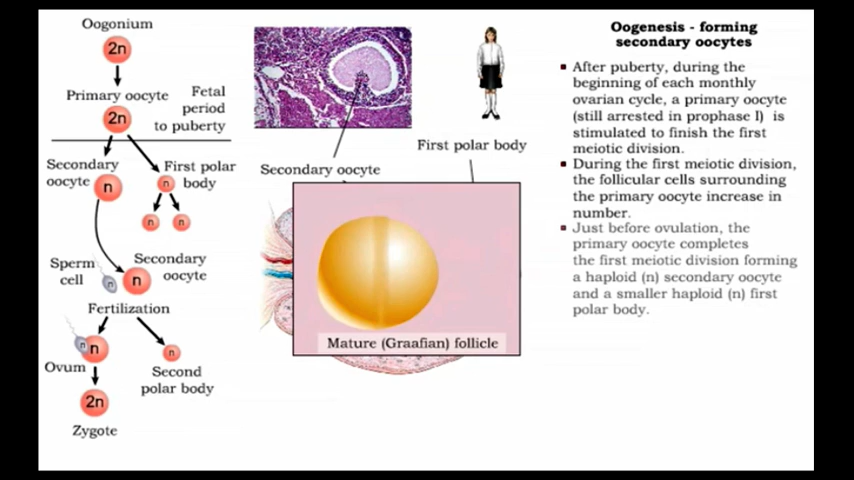 Oogonium
2n
Primary oocyte
2n
Fetal
period
to puberty
Secondary
oocyte
n
First polar
body
n
n
n
Sperm
cell
n
Secondary
oocyte
n
Fertilization
n
n
Ovum
n
Second
polar body
2n
Zygote
Secondary oocyte
First polar body
Mature (Graafian) follicle
Oogenesis - forming
secondary oocytes
▪ After puberty, during the
beginning of each monthly
ovarian cycle, a primary oocyte
(still arrested in prophase I) is
stimulated to finish the first
meiotic division.
▪ During the first meiotic division,
the follicular cells surrounding
the primary oocyte increase in
number.
▪ Just before ovulation, the
primary oocyte completes
the first meiotic division forming
a haploid (n) secondary oocyte
and a smaller haploid (n) first
polar body.